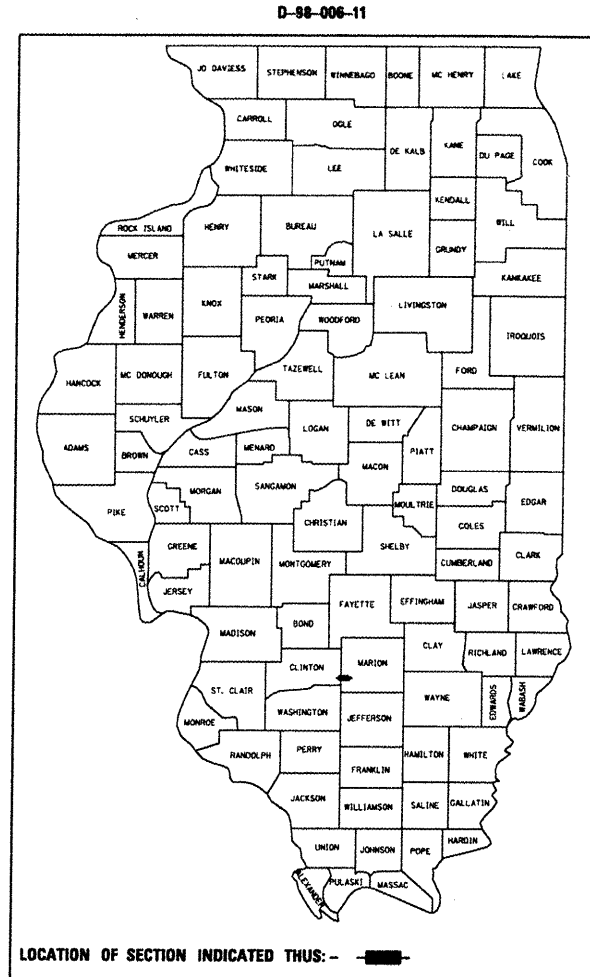 D-98-006-11
JO DAVIESS STEPHENSON WINNEBAGO BOONE MC HENRY LAKE
CARROLL OGLE DE KALB KANE DU PAGE COOK
WHITESIDE LEE
KENDALL WILL
ROCK ISLAND HENRY BUREAU LA SALLE GRUNDY
MERCER STARK PUTNAM KANKAKEE
MARSHALL
HENDERSON WARREN KNOX PEORIA WOODFORD LIVINGSTON IROQUOIS
HANCOCK MC DONOUGH FULTON TAZEWELL MC LEAN FORD
SCHUYLER MASON LOGAN DE WITT CHAMPAIGN VERMILION
ADAMS BROWN CASS MENARD MACON PIATT
PIKE SCOTT MORGAN SANGAMON CHRISTIAN MOULTRIE DOUGLAS EDGAR
COLES
CALHOUN GREENE MACOUPIN MONTGOMERY SHELBY CUMBERLAND CLARK
JERSEY FAYETTE EFFINGHAM JASPER CRAWFORD
MADISON BOND CLAY RICHLAND LAWRENCE
CLINTON MARION
ST. CLAIR WASHINGTON JEFFERSON WAYNE EDWARDS WABASH
MONROE
RANDOLPH PERRY FRANKLIN HAMILTON WHITE
JACKSON WILLIAMSON SALINE GALLATIN
UNION JOHNSON POPE HARDIN
ALEXANDER PULASKI MASSAC
LOCATION OF SECTION INDICATED THUS: -